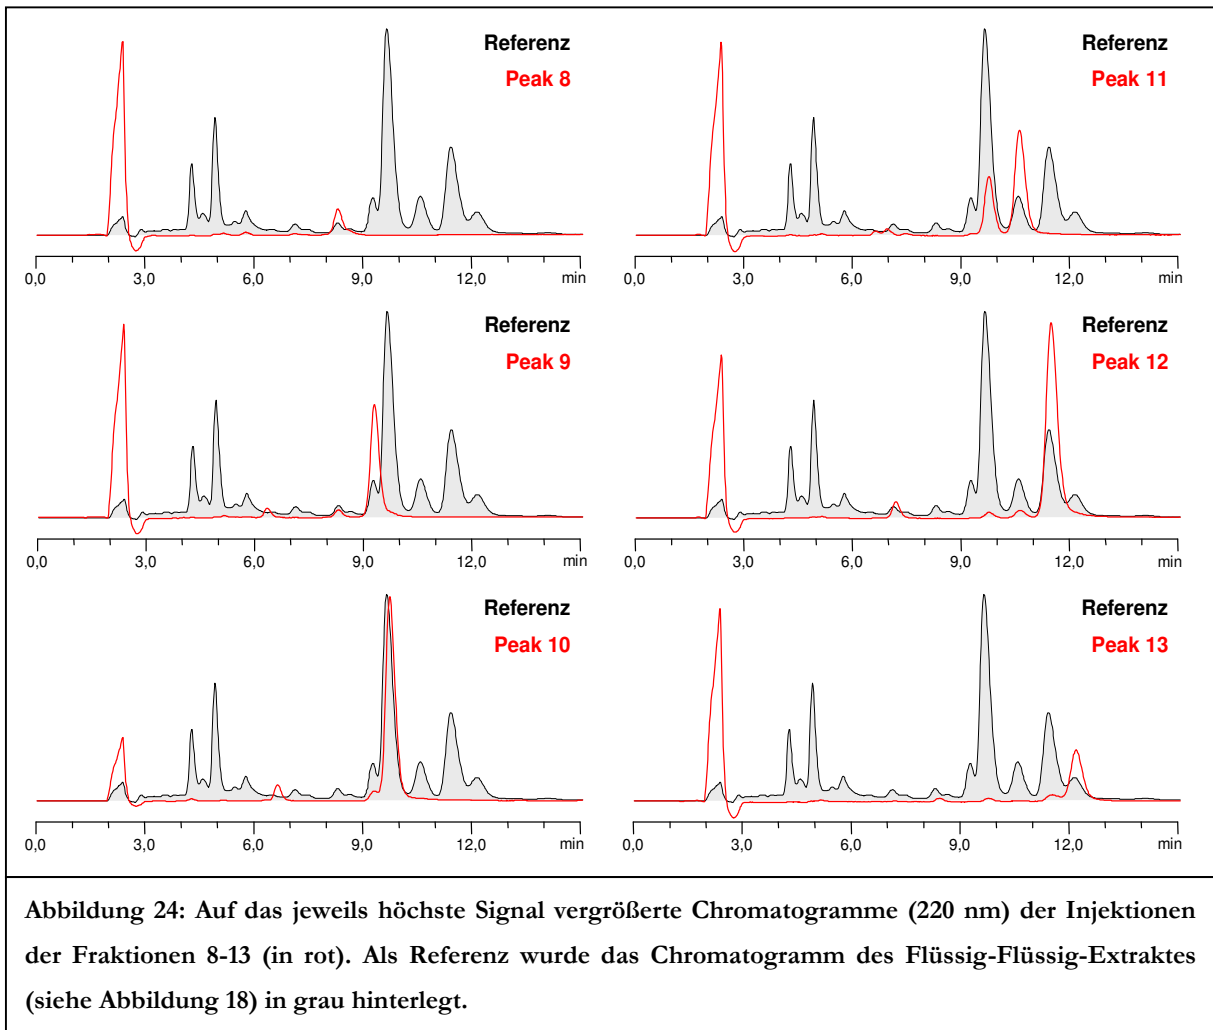 Referenz
Peak 8
0,0 3,0 6,0 9,0 12,0 min
Referenz
Peak 11
0,0 3,0 6,0 9,0 12,0 min
Referenz
Peak 9
0,0 3,0 6,0 9,0 12,0 min
Referenz
Peak 12
0,0 3,0 6,0 9,0 12,0 min
Referenz
Peak 10
0,0 3,0 6,0 9,0 12,0 min
Referenz
Peak 13
0,0 3,0 6,0 9,0 12,0 min
Abbildung 24: Auf das jeweils höchste Signal vergrößerte Chromatogramme (220 nm) der Injektionen
der Fraktionen 8-13 (in rot). Als Referenz wurde das Chromatogramm des Flüssig-Flüssig-Extraktes
(siehe Abbildung 18) in grau hinterlegt.